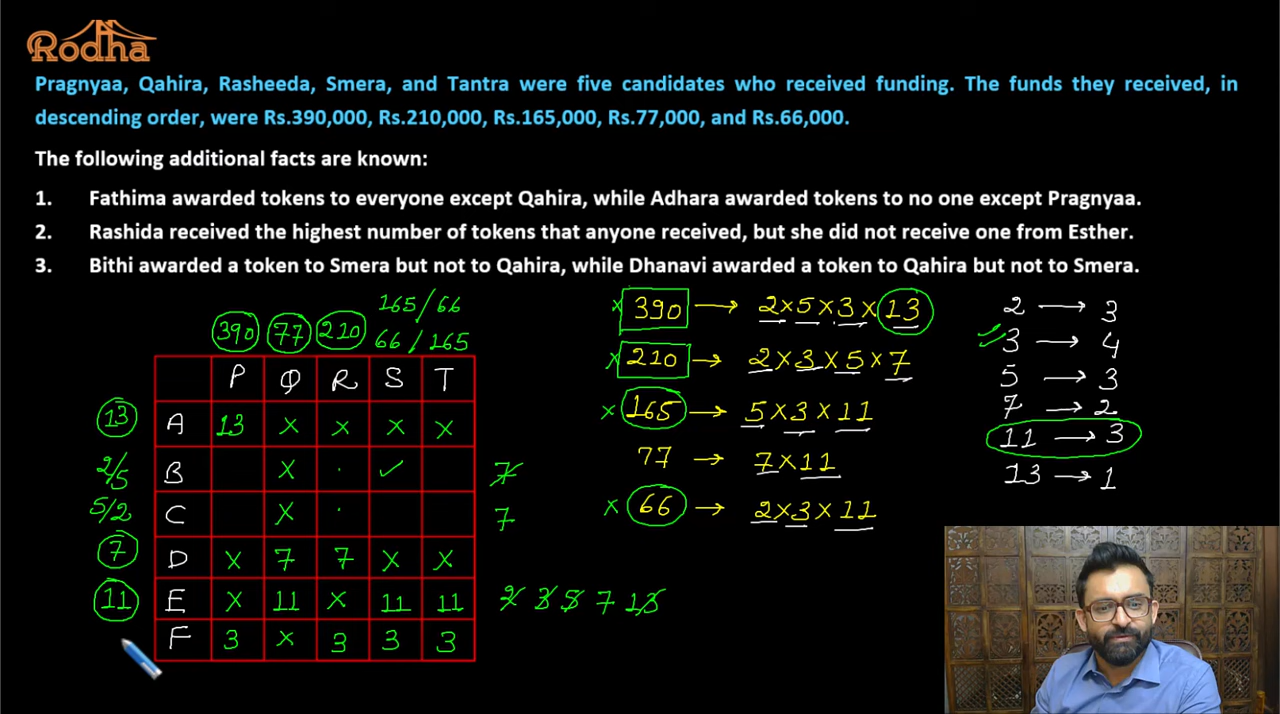 Rodha
Pragnyaa, Qahira, Rasheeda, Smera, and Tantra were five candidates who received funding. The funds they received, in
descending order, were Rs.390,000, Rs.210,000, Rs.165,000, Rs.77,000, and Rs.66,000.
The following additional facts are known:
1. Fathima awarded tokens to everyone except Qahira, while Adhara awarded tokens to no one except Pragnyaa.
2. Rashida received the highest number of tokens that anyone received, but she did not receive one from Esther.
3. Bithi awarded a token to Smera but not to Qahira, while Dhanavi awarded a token to Qahira but not to Smera.
165/66
390 77 210 66/165
P Q R S T
13 A 13 × × × ×
2/5 B × · ✓ 7
5/2 C × · 7
7 D × 7 7 × ×
11 E × 11 × 11 11 2 3 5 7 13
F 3 × 3 3 3
× 390 → 2×5×3×13
× 210 → 2×3×5×7
× 165 → 5×3×11
77 → 7×11
× 66 → 2×3×11
2 → 3
3 → 4
5 → 3
7 → 2
11 → 3
13 → 1